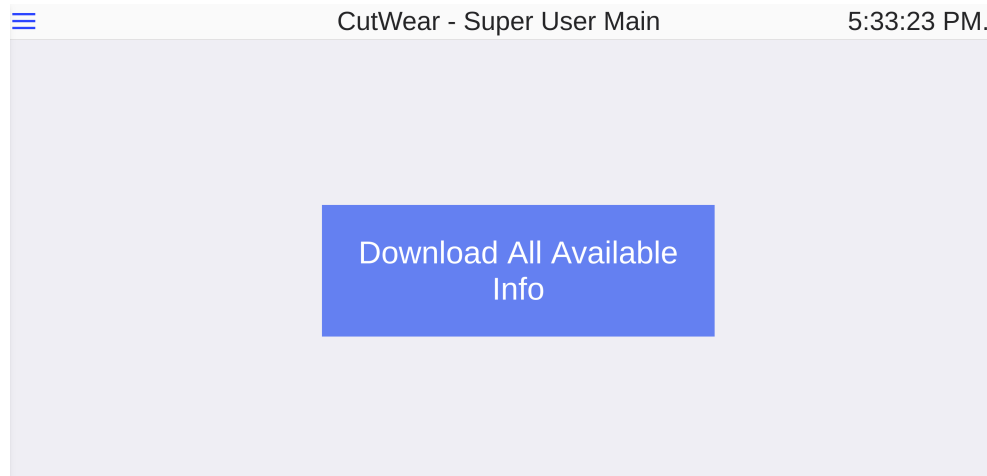 CutWear - Super User Main
5:33:23 PM.
Download All Available
Info